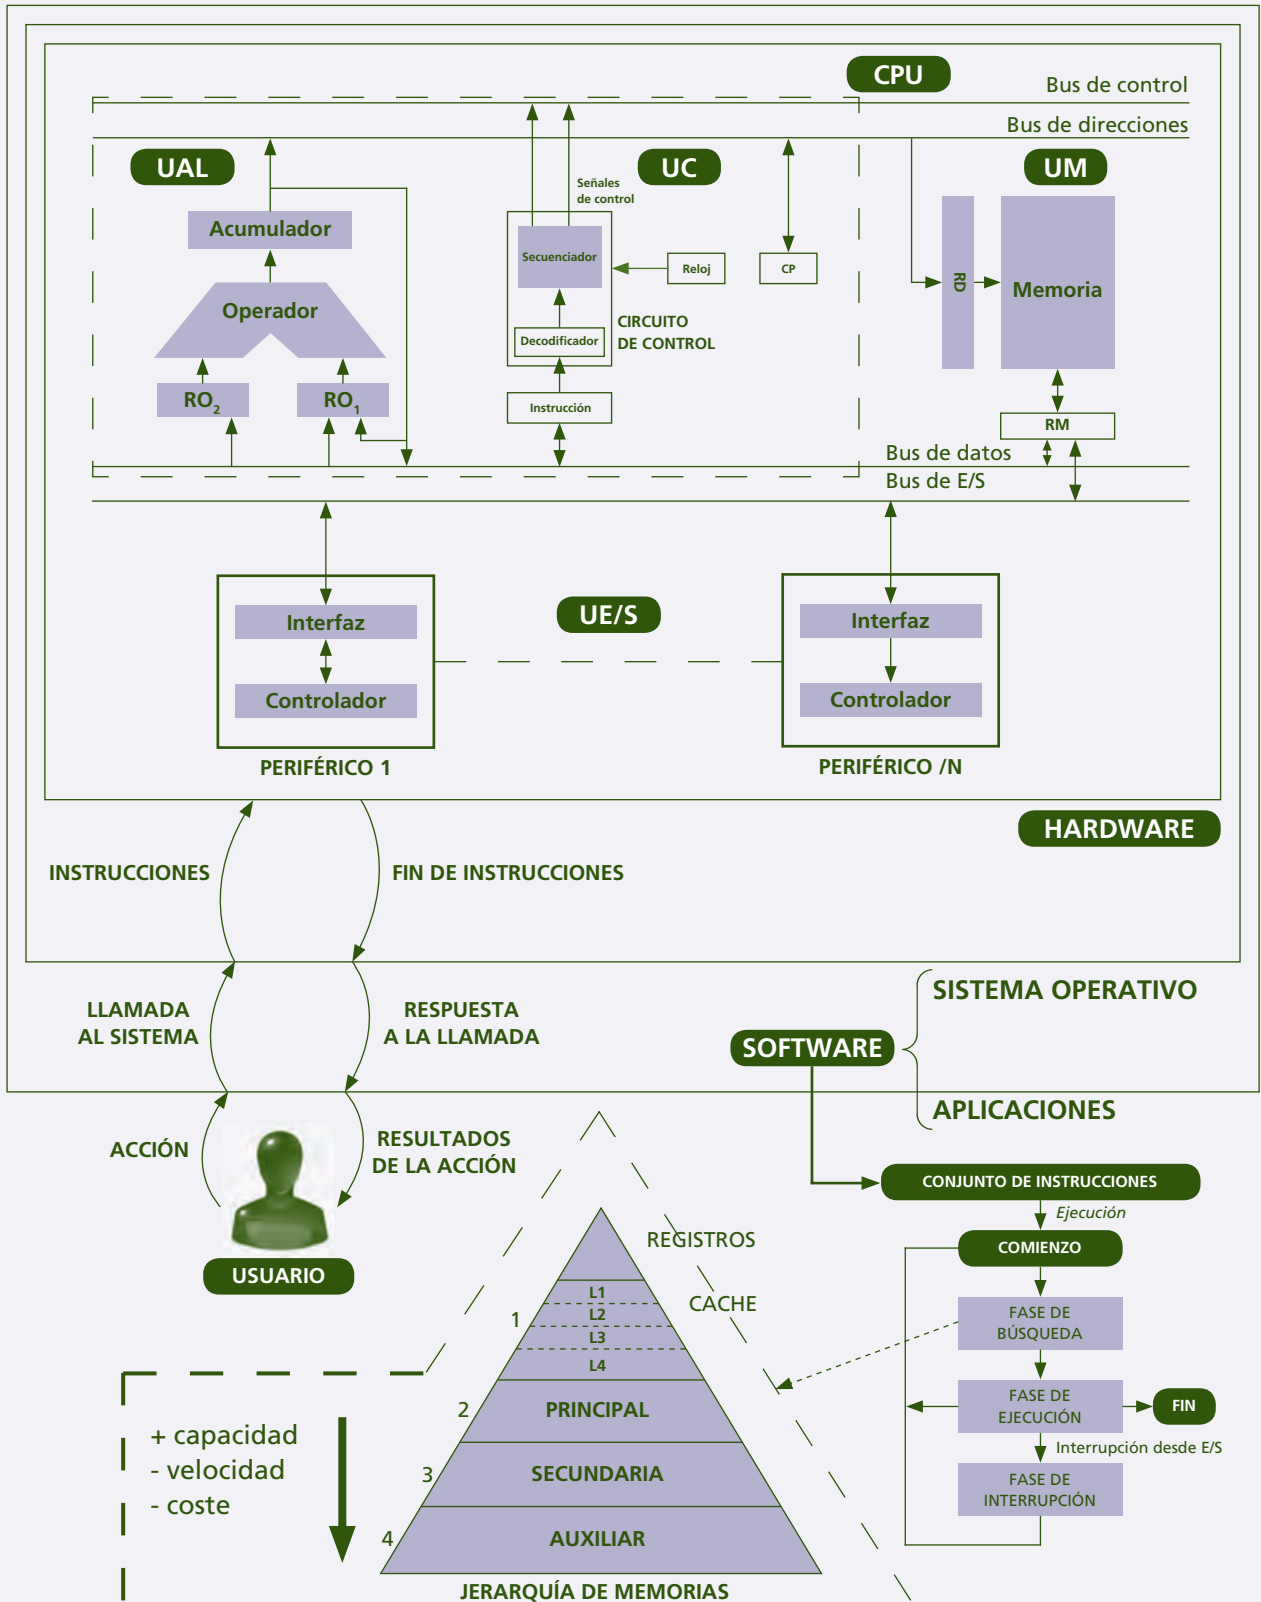 CPU
Bus de control
Bus de direcciones
UAL
UC
UM
Señales
de control
Acumulador
Secuenciador
Reloj
CP
RD
Memoria
Operador
CIRCUITO
DE CONTROL
Decodificador
RO2
RO1
Instrucción
RM
Bus de datos
Bus de E/S
UE/S
Interfaz
Controlador
PERIFÉRICO 1
Interfaz
Controlador
PERIFÉRICO /N
HARDWARE
INSTRUCCIONES
FIN DE INSTRUCCIONES
LLAMADA
AL SISTEMA
RESPUESTA
A LA LLAMADA
SOFTWARE
SISTEMA OPERATIVO
APLICACIONES
ACCIÓN
RESULTADOS
DE LA ACCIÓN
USUARIO
CONJUNTO DE INSTRUCCIONES
Ejecución
COMIENZO
FASE DE
BÚSQUEDA
FASE DE
EJECUCIÓN
FIN
Interrupción desde E/S
FASE DE
INTERRUPCIÓN
REGISTROS
CACHE
1
L1
L2
L3
L4
2
PRINCIPAL
3
SECUNDARIA
4
AUXILIAR
+ capacidad
- velocidad
- coste
JERARQUÍA DE MEMORIAS